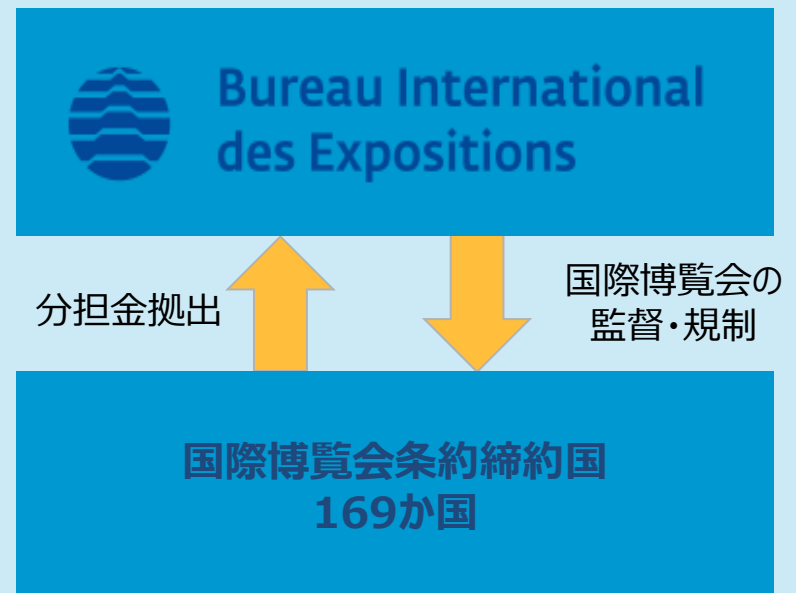 Bureau International
des Expositions
分担金拠出
国際博覧会の
監督・規制
国際博覧会条約締約国
169か国